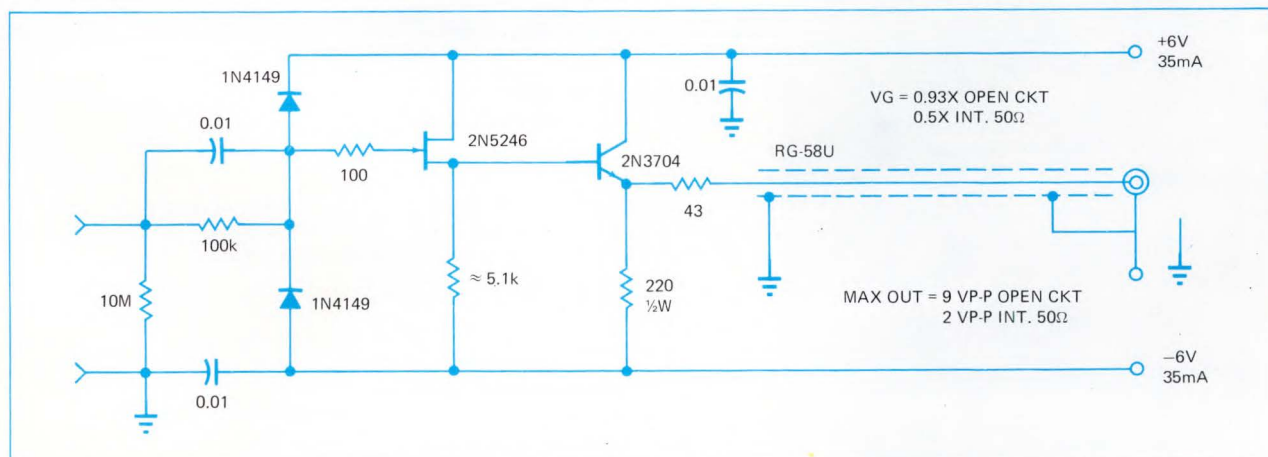 1N4149
0.01
100
2N5246
100k
10M
1N4149
0.01
≈ 5.1k
2N3704
43
220
½W
0.01
VG = 0.93X OPEN CKT
0.5X INT. 50Ω
RG-58U
MAX OUT = 9 VP-P OPEN CKT
2 VP-P INT. 50Ω
+6V
35mA
−6V
35mA